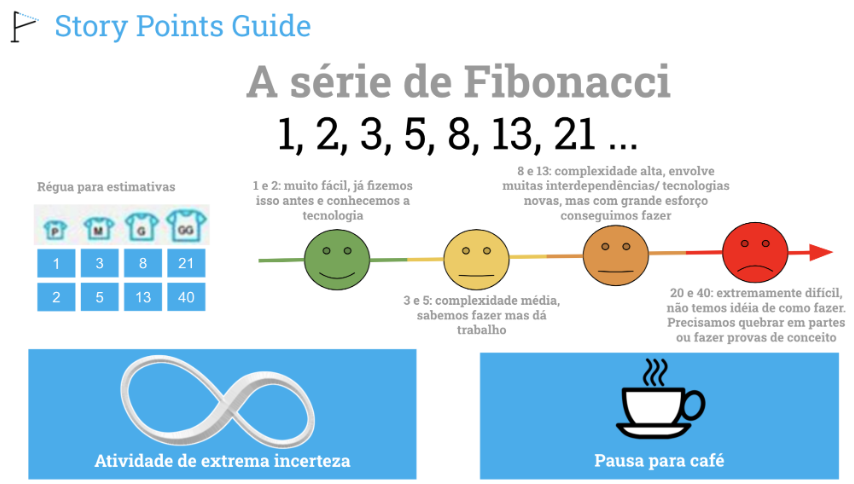 Story Points Guide
A série de Fibonacci
1, 2, 3, 5, 8, 13, 21 ...
Régua para estimativas
P M G GG
1 3 8 21
2 5 13 40
1 e 2: muito fácil, já fizemos
isso antes e conhecemos a
tecnologia
3 e 5: complexidade média,
sabemos fazer mas dá
trabalho
8 e 13: complexidade alta, envolve
muitas interdependências/ tecnologias
novas, mas com grande esforço
conseguimos fazer
20 e 40: extremamente difícil,
não temos idéia de como fazer.
Precisamos quebrar em partes
ou fazer provas de conceito
Atividade de extrema incerteza
Pausa para café